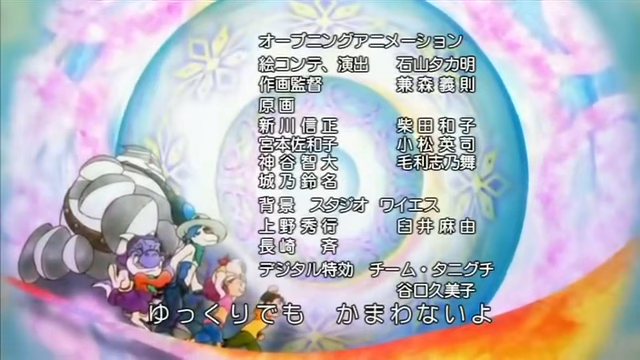 オープニングアニメーション
絵コンテ、演出 石山タカ明
作画監督 兼森義則
原画
新川信正 柴田和子
宮本佐和子 小松英司
神谷智大 毛利志乃舞
城乃鈴名
背景 スタジオ ワイエス
上野秀行 臼井麻由
長崎 斉
デジタル特効 チーム・タニグチ
谷口久美子
ゆっくりでも かまわないよ